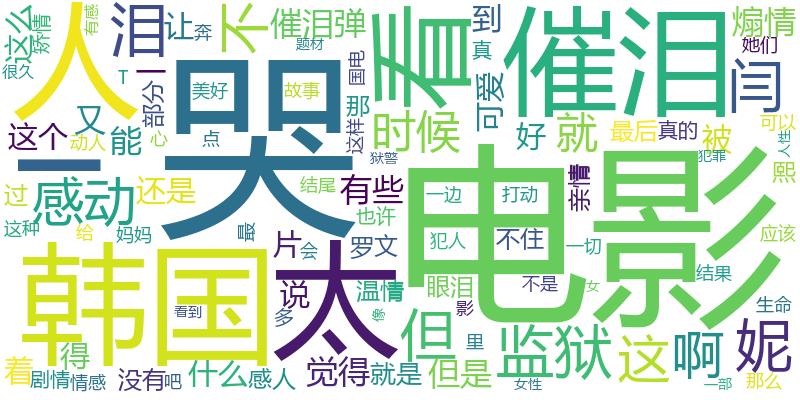 这么
矫情
有感
很久
人
泪
让
奔
T
一
部分
不
催泪弹
题材
看
到
真
催泪
煽情
她们
闫
国电
可爱
美好
故事
那
这样
哭
点
这个
又
能
动人
心
时候
好
就
最后
真的
被
可以
人性
犯罪
熙
狱警
一
感动
还是
过
这种
给
妈妈
最
结尾
有些
也许
一边
打动
亲情
电影
片
会
罗文
犯人
不住
一切
应该
韩国
太
说
多
看到
温情
像
眼泪
影
不是
女
结果
生命
但
里
监狱
这
啊
妮
着
得
剧情
情感
没有
吧
什么
感人
觉得
就是
但是
女性
一部
那么